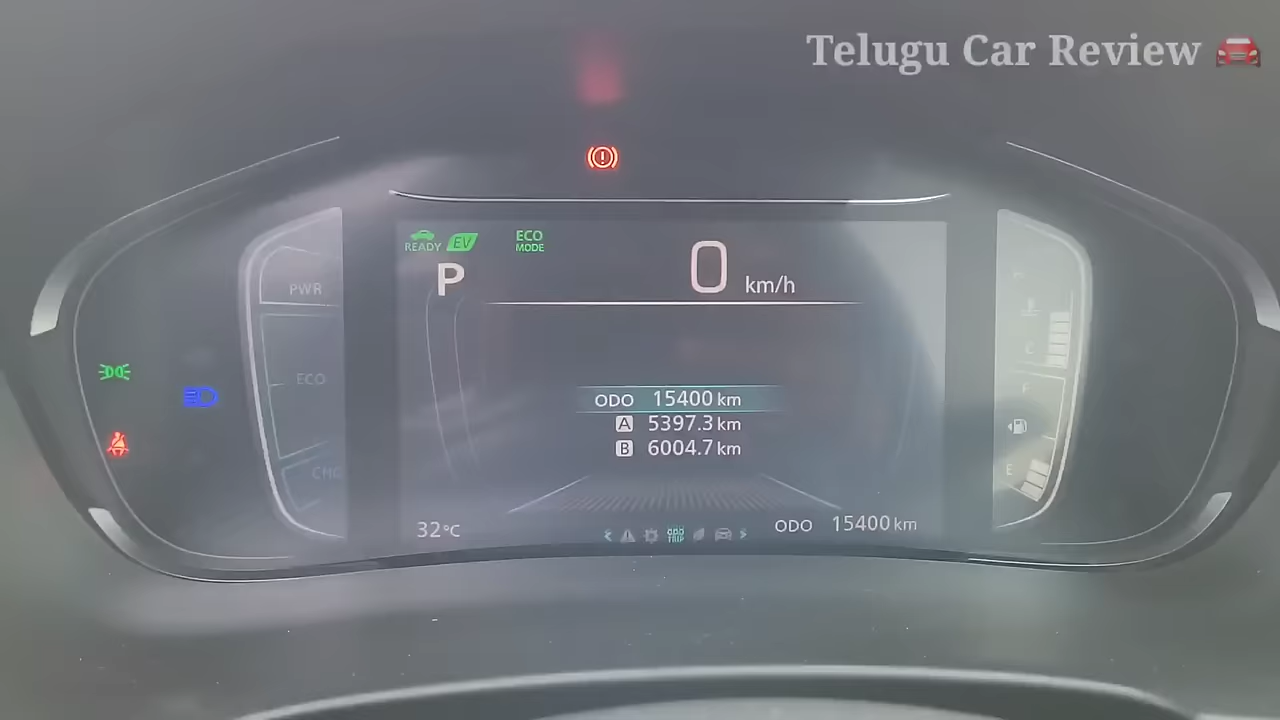 Telugu Car Review
READY EV ECO MODE
P 0 km/h
PWR
ECO
CHG
ODO 15400 km
A 5397.3 km
B 6004.7 km
32°C ODO TRIP ODO 15400 km
H
C
F
E